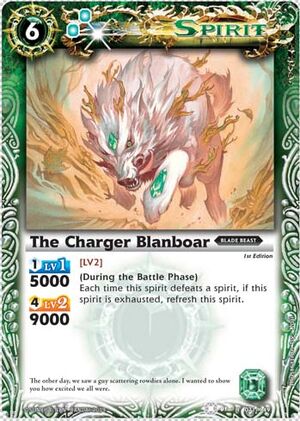 6
SPIRIT
The Charger Blanboar
BLADE BEAST
1st Edition
1 LV1
5000
4 LV2
9000
[LV2]
(During the Battle Phase)
Each time this spirit defeats a spirit, if this
spirit is exhausted, refresh this spirit.
The other day, we saw a guy scattering rowdies alone. I wanted to show
you how excited we all were.